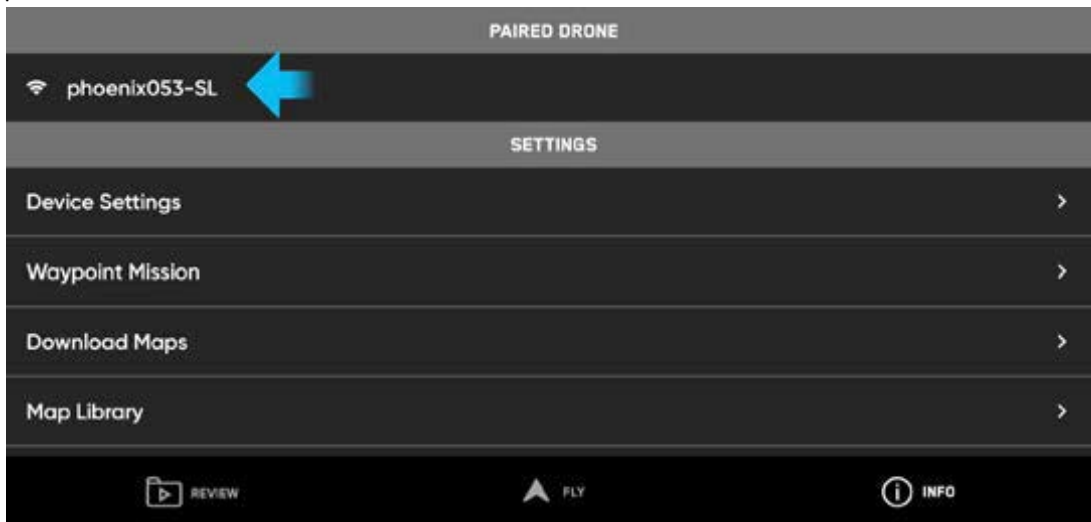 PAIRED DRONE
phoenix053-SL
SETTINGS
Device Settings
Waypoint Mission
Download Maps
Map Library
REVIEW
FLY
INFO